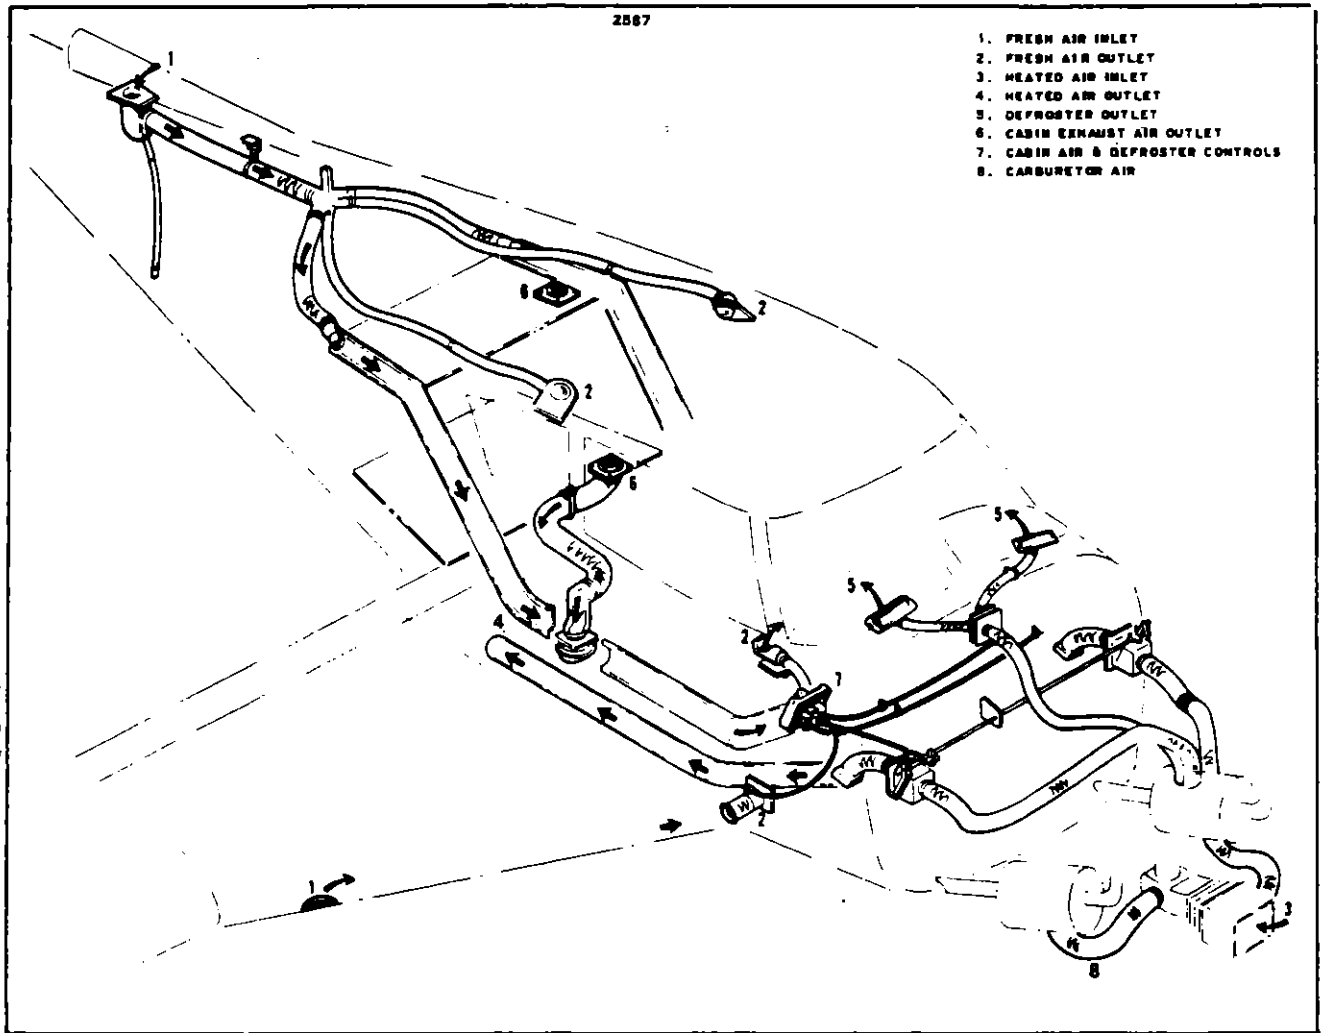 2567
1. FRESH AIR INLET
2. FRESH AIR OUTLET
3. HEATED AIR INLET
4. HEATED AIR OUTLET
5. DEFROSTER OUTLET
6. CABIN EXHAUST AIR OUTLET
7. CABIN AIR & DEFROSTER CONTROLS
8. CARBURETOR AIR
1
6
2
2
6
5
5
4
2
7
2
1
3
8